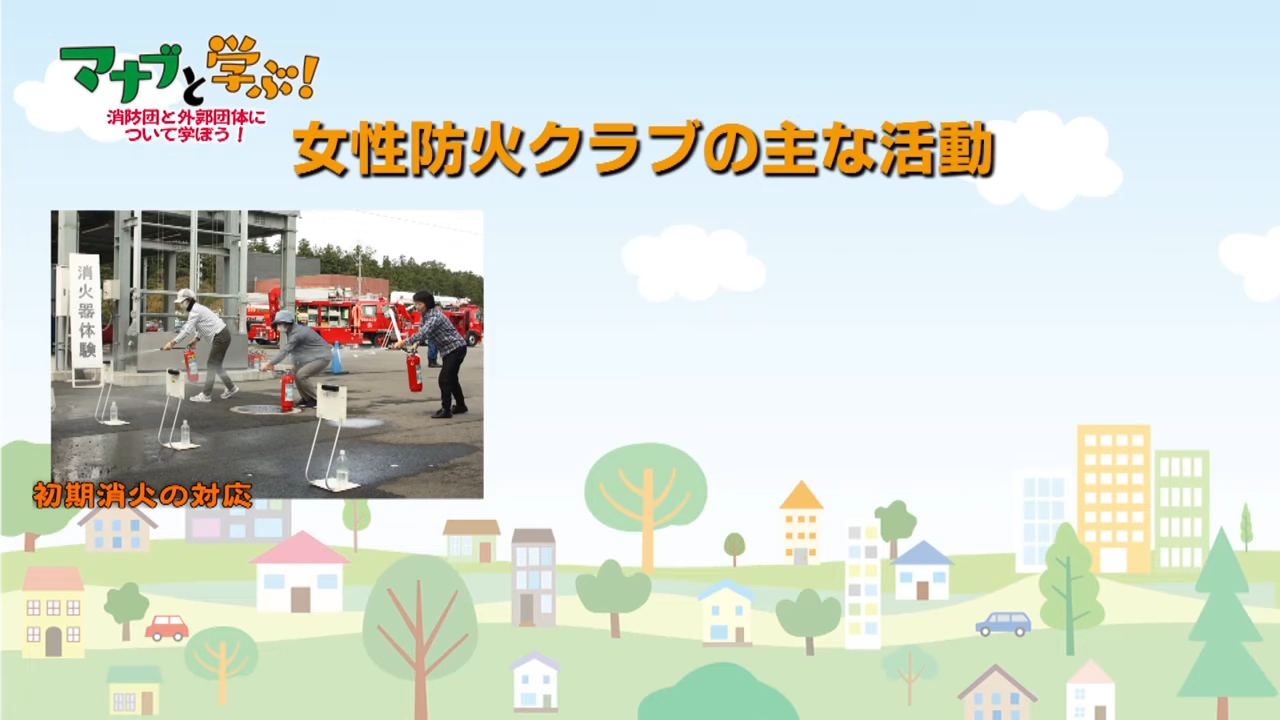 マナブと学ぶ!
消防団と外郭団体に
ついて学ぼう!
女性防火クラブの主な活動
消火器体験
初期消火の対応